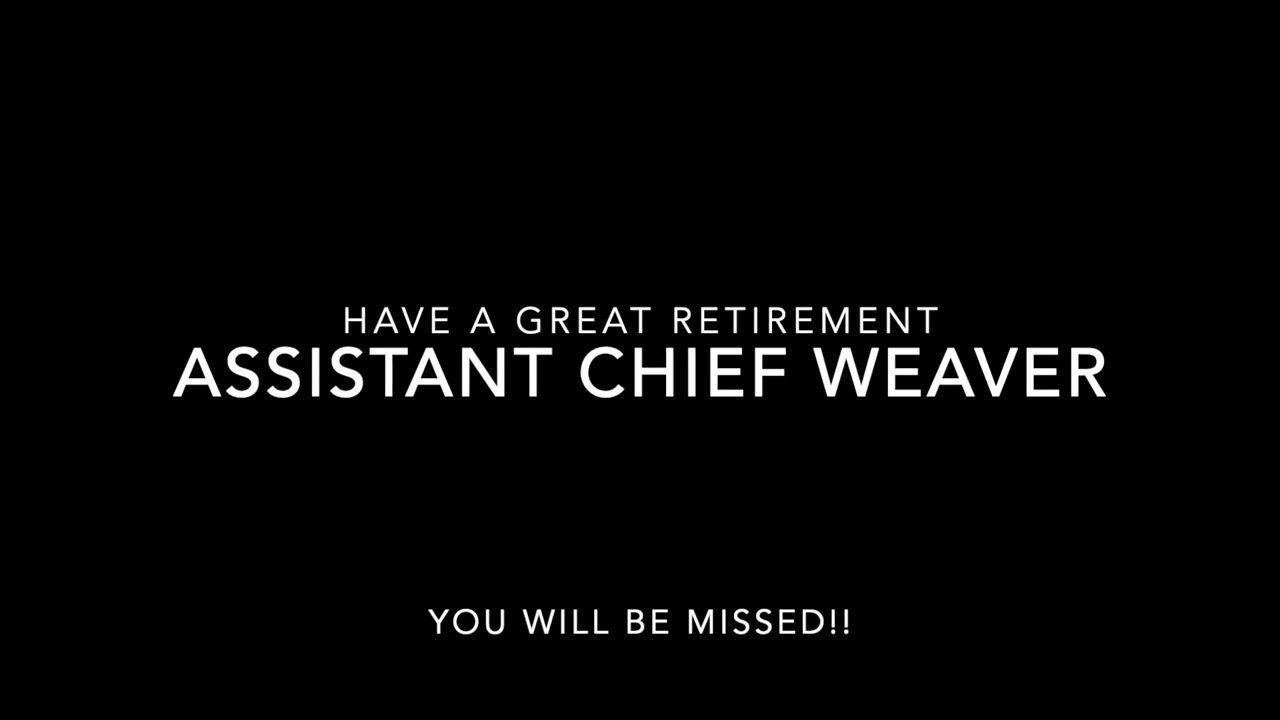 HAVE A GREAT RETIREMENT
ASSISTANT CHIEF WEAVER
YOU WILL BE MISSED!!